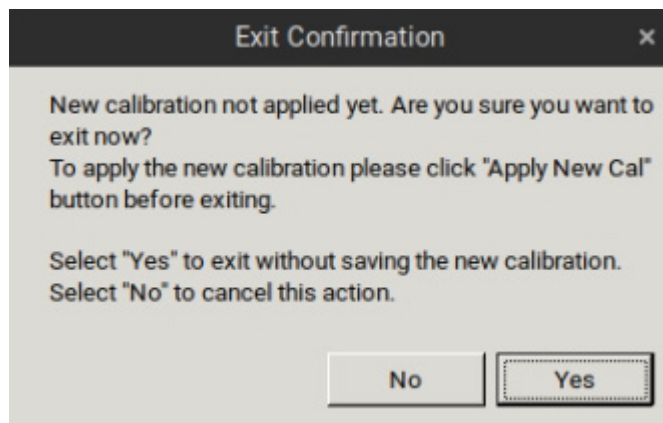 Exit Confirmation ×
New calibration not applied yet. Are you sure you want to
exit now?
To apply the new calibration please click "Apply New Cal"
button before exiting.
Select "Yes" to exit without saving the new calibration.
Select "No" to cancel this action.
No Yes